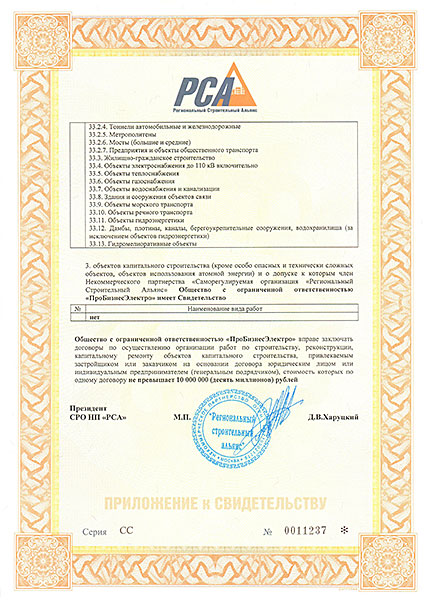 РСА
Региональный Строительный Альянс
33.2.4. Тоннели автомобильные и железнодорожные
33.2.5. Метрополитены
33.2.6. Мосты (большие и средние)
33.2.7. Предприятия и объекты общественного транспорта
33.3. Жилищно-гражданское строительство
33.4. Объекты электроснабжения до 110 кВ включительно
33.5. Объекты теплоснабжения
33.6. Объекты газоснабжения
33.7. Объекты водоснабжения и канализации
33.8. Здания и сооружения объектов связи
33.9. Объекты морского транспорта
33.10. Объекты речного транспорта
33.11. Объекты гидроэнергетики
33.12. Дамбы, плотины, каналы, берегоукрепительные сооружения, водохранилища (за
исключением объектов гидроэнергетики)
33.13. Гидромелиоративные объекты
3. объектов капитального строительства (кроме особо опасных и технически сложных
объектов, объектов использования атомной энергии) и о допуске к которым член
Некоммерческого партнерства «Саморегулируемая организация «Региональный
Строительный Альянс» Общество с ограниченной ответственностью
«ПроБизнесЭлектро» имеет Свидетельство
№ Наименование вида работ
нет
Общество с ограниченной ответственностью «ПроБизнесЭлектро» вправе заключать
договоры по осуществлению организации работ по строительству, реконструкции,
капитальному ремонту объектов капитального строительства, привлекаемым
застройщиком или заказчиком на основании договора юридическим лицом или
индивидуальным предпринимателем (генеральным подрядчиком), стоимость которых по
одному договору не превышает 10 000 000 (десять миллионов) рублей
Президент
СРО НП «РСА» М.П. Д.В.Харуцкий
"Региональный
строительный
альянс"
МОСКВА
ПРИЛОЖЕНИЕ к СВИДЕТЕЛЬСТВУ
Серия СС № 0011237 *